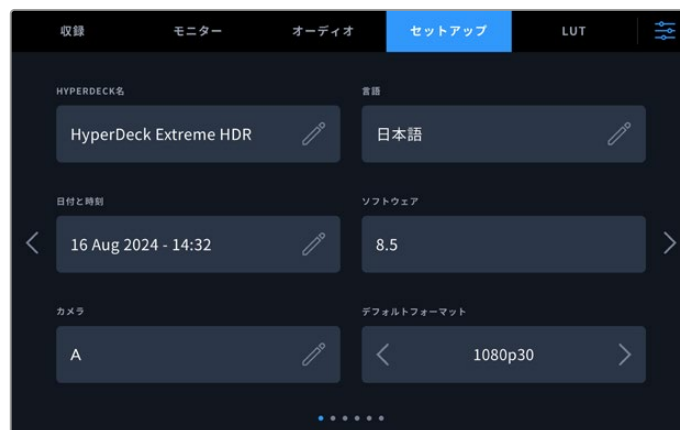 収録 モニター オーディオ セットアップ LUT
HYPERDECK名 言語
HyperDeck Extreme HDR 日本語
日付と時刻 ソフトウェア
16 Aug 2024 - 14:32 8.5
カメラ デフォルトフォーマット
A 1080p30